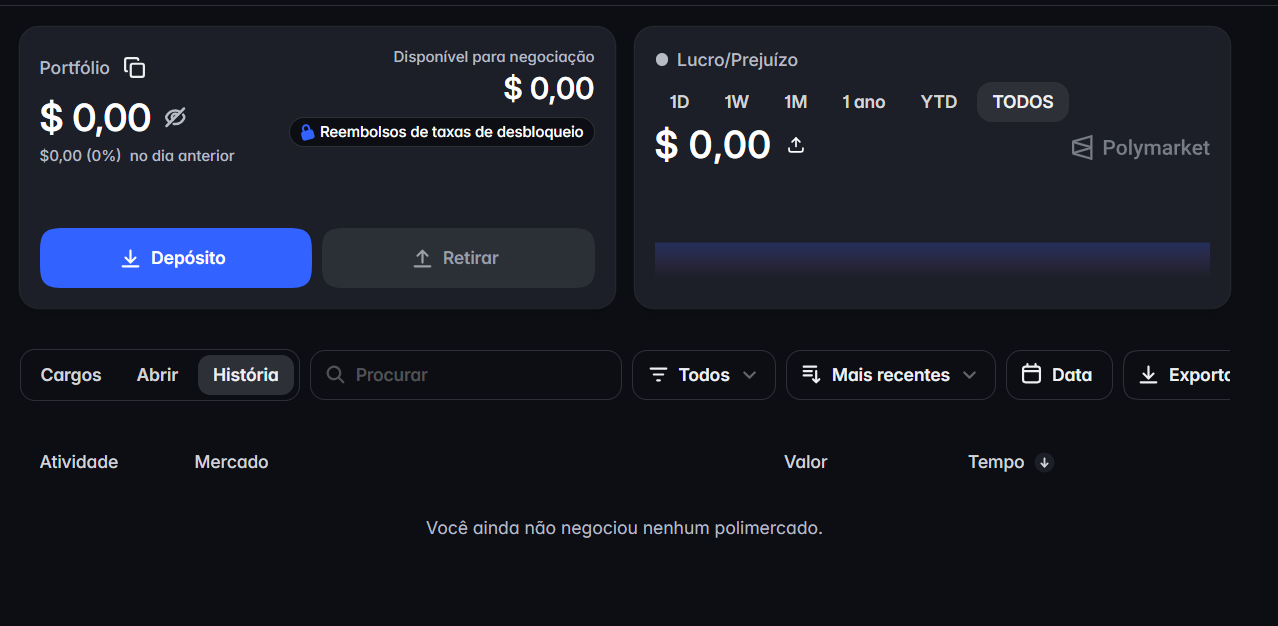 Portfólio
Disponível para negociação
$ 0,00
$ 0,00
Reembolsos de taxas de desbloqueio
$0,00 (0%) no dia anterior
Depósito
Retirar
Lucro/Prejuízo
1D 1W 1M 1 ano YTD TODOS
$ 0,00
Polymarket
Cargos Abrir História
Procurar
Todos
Mais recentes
Data
Atividade Mercado Valor Tempo
Você ainda não negociou nenhum polimercado.